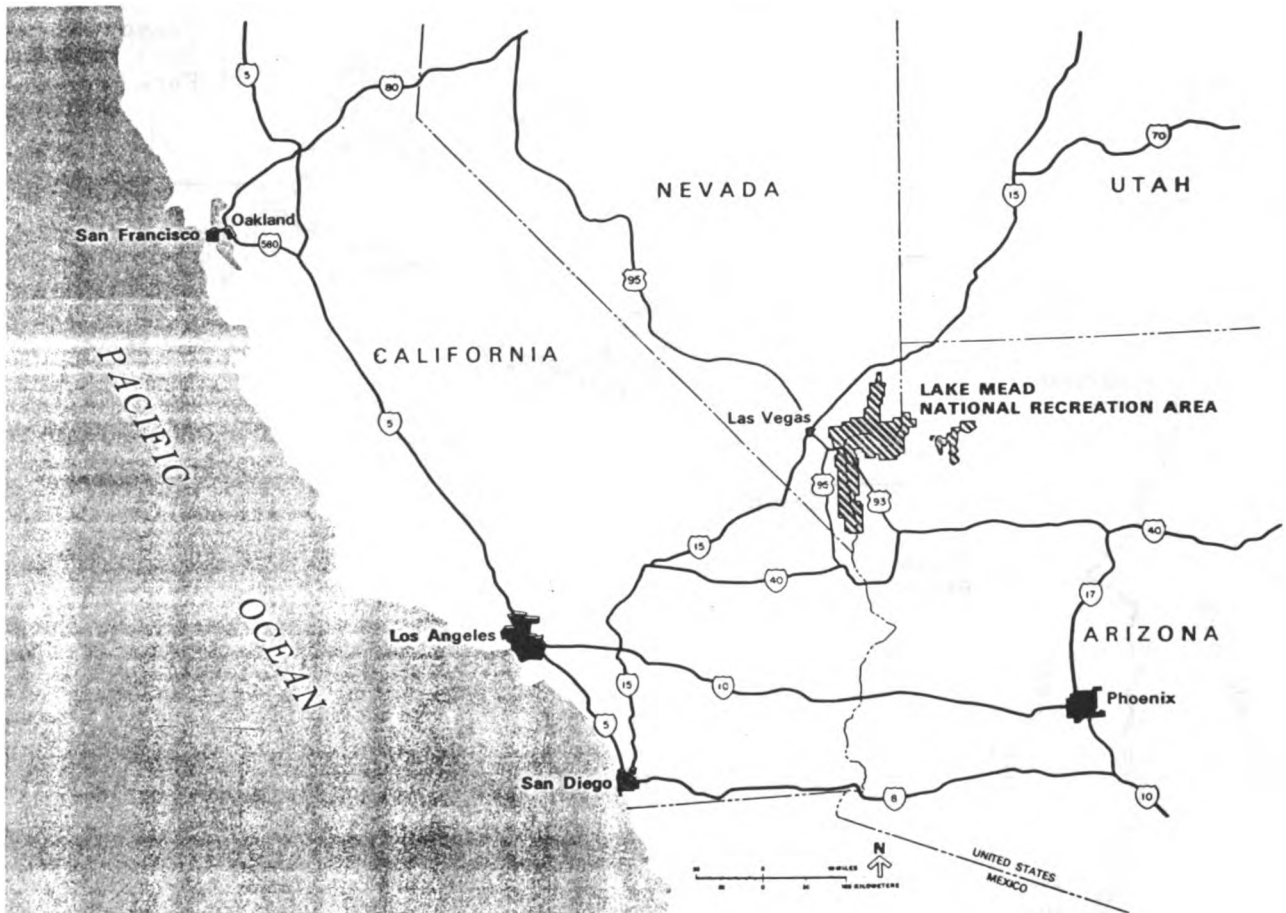 5
80
70
NEVADA
UTAH
15
Oakland
San Francisco
580
95
PACIFIC
CALIFORNIA
LAKE MEAD
NATIONAL RECREATION AREA
5
Las Vegas
95
93
15
40
40
17
OCEAN
Los Angeles
ARIZONA
15
10
Phoenix
5
San Diego
8
10
N
UNITED STATES
MEXICO
MILES
KILOMETERS